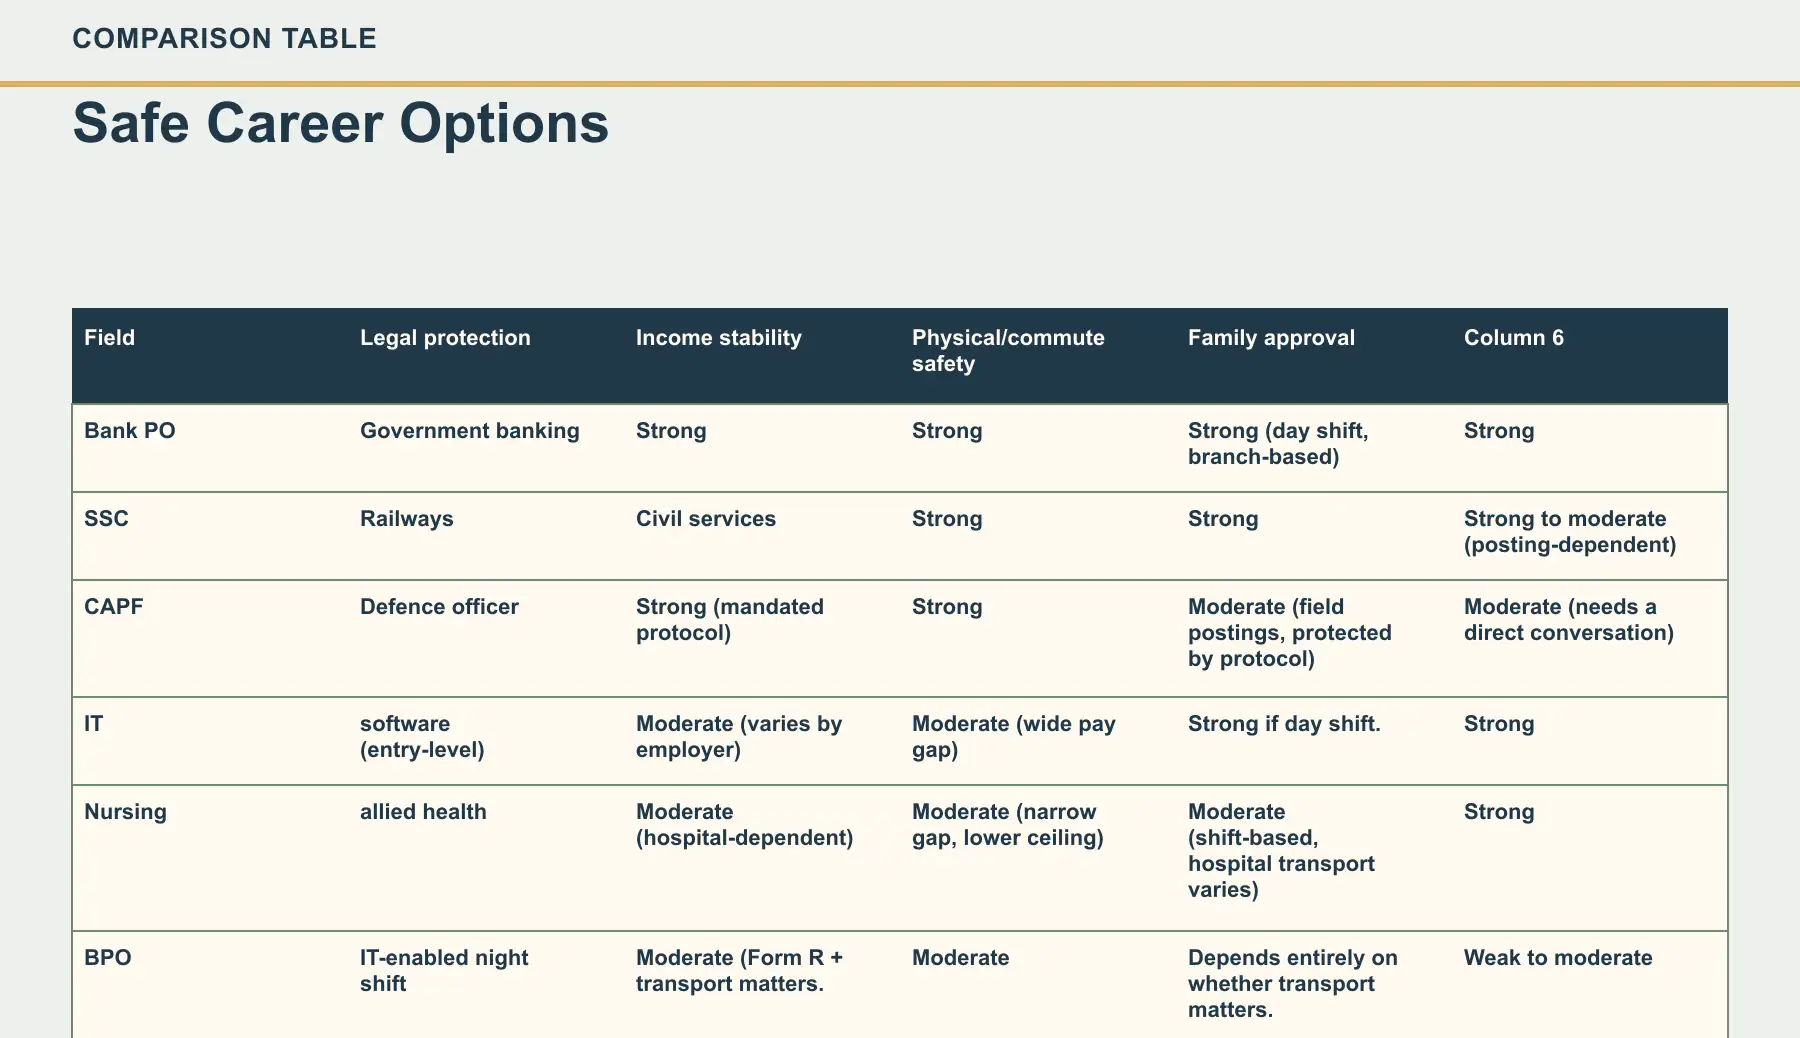 COMPARISON TABLE
Safe Career Options
Field
Legal protection
Income stability
Physical/commute
safety
Family approval
Column 6
Bank PO
Government banking
Strong
Strong
Strong (day shift,
branch-based)
Strong
SSC
Railways
Civil services
Strong
Strong
Strong to moderate
(posting-dependent)
CAPF
Defence officer
Strong (mandated
protocol)
Strong
Moderate (field
postings, protected
by protocol)
Moderate (needs a
direct conversation)
IT
software
(entry-level)
Moderate (varies by
employer)
Moderate (wide pay
gap)
Strong if day shift.
Strong
Nursing
allied health
Moderate
(hospital-dependent)
Moderate (narrow
gap, lower ceiling)
Moderate
(shift-based,
hospital transport
varies)
Strong
BPO
IT-enabled night
shift
Moderate (Form R +
transport matters.
Moderate
Depends entirely on
whether transport
matters.
Weak to moderate